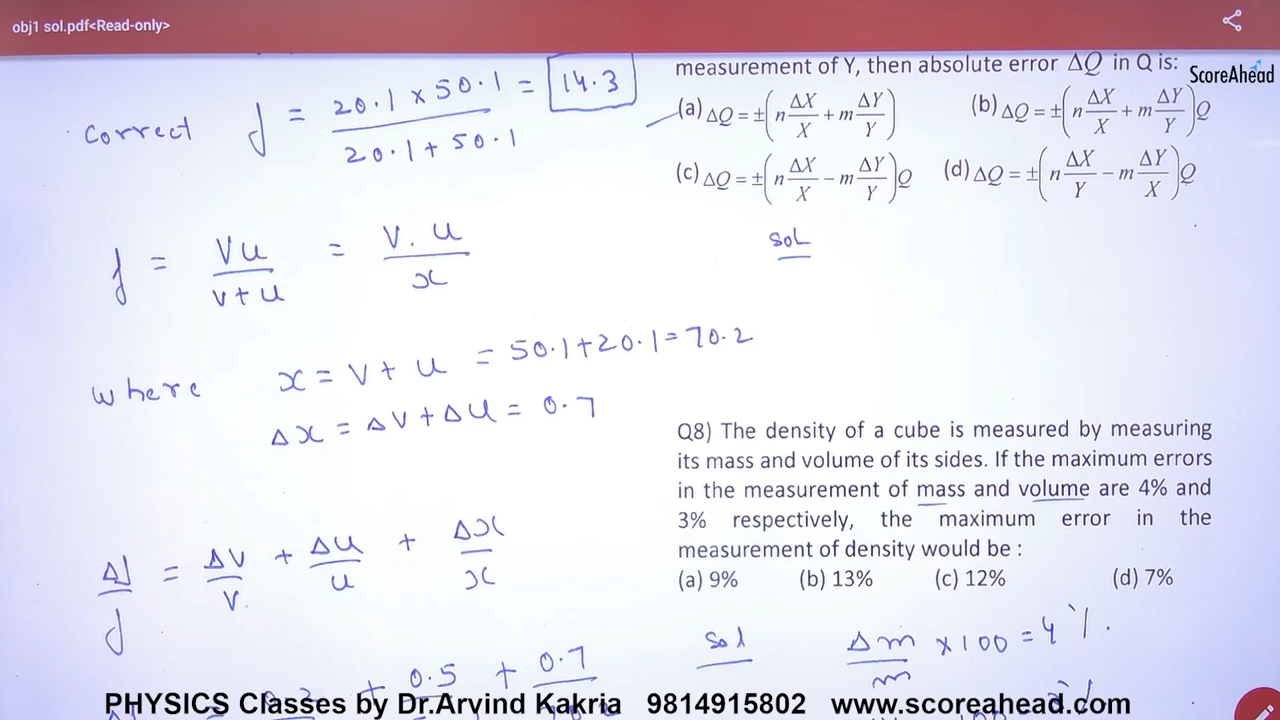 obj1 sol.pdf<Read-only>
ScoreAhead
correct f = 20.1 x 50.1 / 20.1 + 50.1 = 14.3
f = Vu / v+u = V. u / x
where x = v + u = 50.1+20.1=70.2
Δx = Δv + Δu = 0.7
Δf / f = Δv / v. + Δu / u + Δx / x
0.5 + 0.7
measurement of Y, then absolute error ΔQ in Q is:
(a) ΔQ = ±(n ΔX/X + m ΔY/Y) (b) ΔQ = ±(n ΔX/X + m ΔY/Y)Q
(c) ΔQ = ±(n ΔX/X − m ΔY/Y)Q (d) ΔQ = ±(n ΔX/Y − m ΔY/X)Q
Sol
Q8) The density of a cube is measured by measuring
its mass and volume of its sides. If the maximum errors
in the measurement of mass and volume are 4% and
3% respectively, the maximum error in the
measurement of density would be :
(a) 9% (b) 13% (c) 12% (d) 7%
Sol Δm / m x100 = 4%.
PHYSICS Classes by Dr.Arvind Kakria 9814915802 www.scoreahead.com